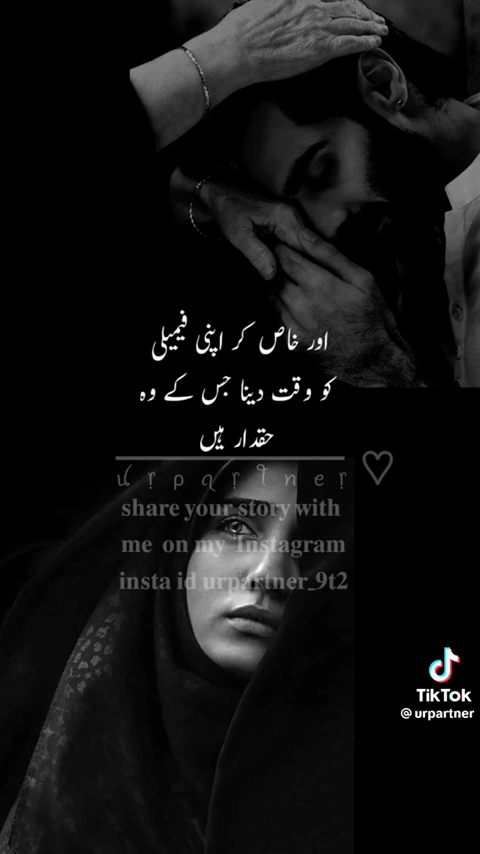 اور خاص کر اپنی فیمیلی
کو وقت دینا جس کے وہ
حقدار ہیں
urpartner
share your story with
me on my Instagram
insta id urpartner_9t2
TikTok
@urpartner